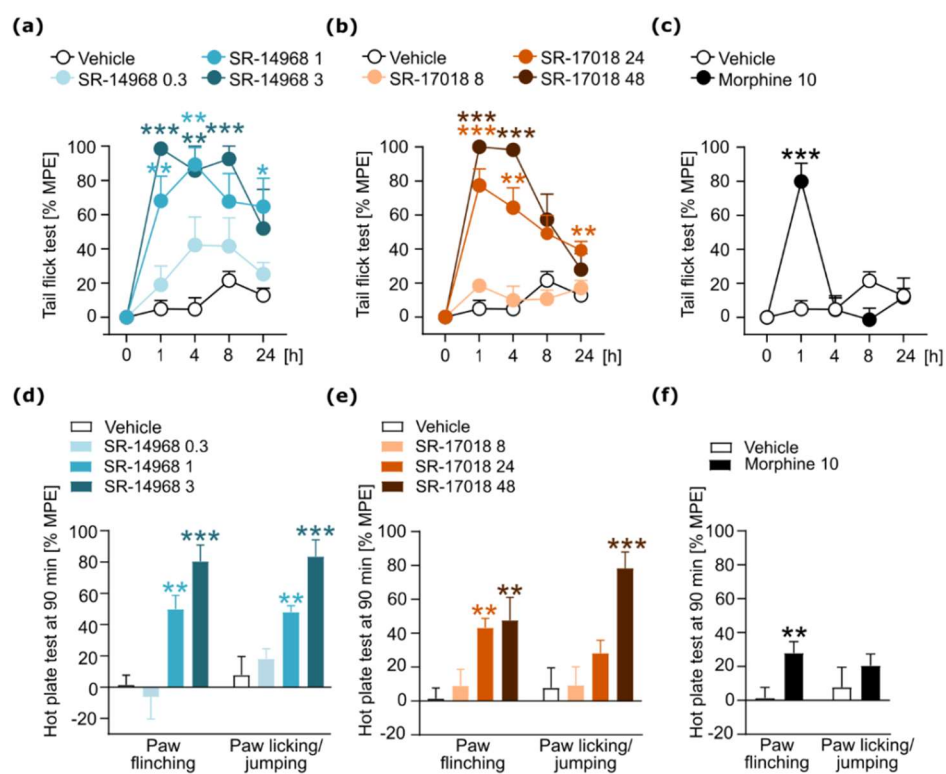 (a)
Vehicle
SR-14968 0.3
SR-14968 1
SR-14968 3
Tail flick test [% MPE]
100
80
60
40
20
0
***
**
**
**
***
*
0 1 4 8 24 [h]
(b)
Vehicle
SR-17018 8
SR-17018 24
SR-17018 48
Tail flick test [% MPE]
100
80
60
40
20
0
***
***
***
**
**
0 1 4 8 24 [h]
(c)
Vehicle
Morphine 10
Tail flick test [% MPE]
100
80
60
40
20
0
***
0 1 4 8 24 [h]
(d)
Vehicle
SR-14968 0.3
SR-14968 1
SR-14968 3
Hot plate test at 90 min [% MPE]
100
80
60
40
20
0
-20
**
***
**
***
Paw
flinching
Paw licking/
jumping
(e)
Vehicle
SR-17018 8
SR-17018 24
SR-17018 48
Hot plate test at 90 min [% MPE]
100
80
60
40
20
0
-20
**
**
***
Paw
flinching
Paw licking/
jumping
(f)
Vehicle
Morphine 10
Hot plate test at 90 min [% MPE]
100
80
60
40
20
0
-20
**
Paw
flinching
Paw licking/
jumping